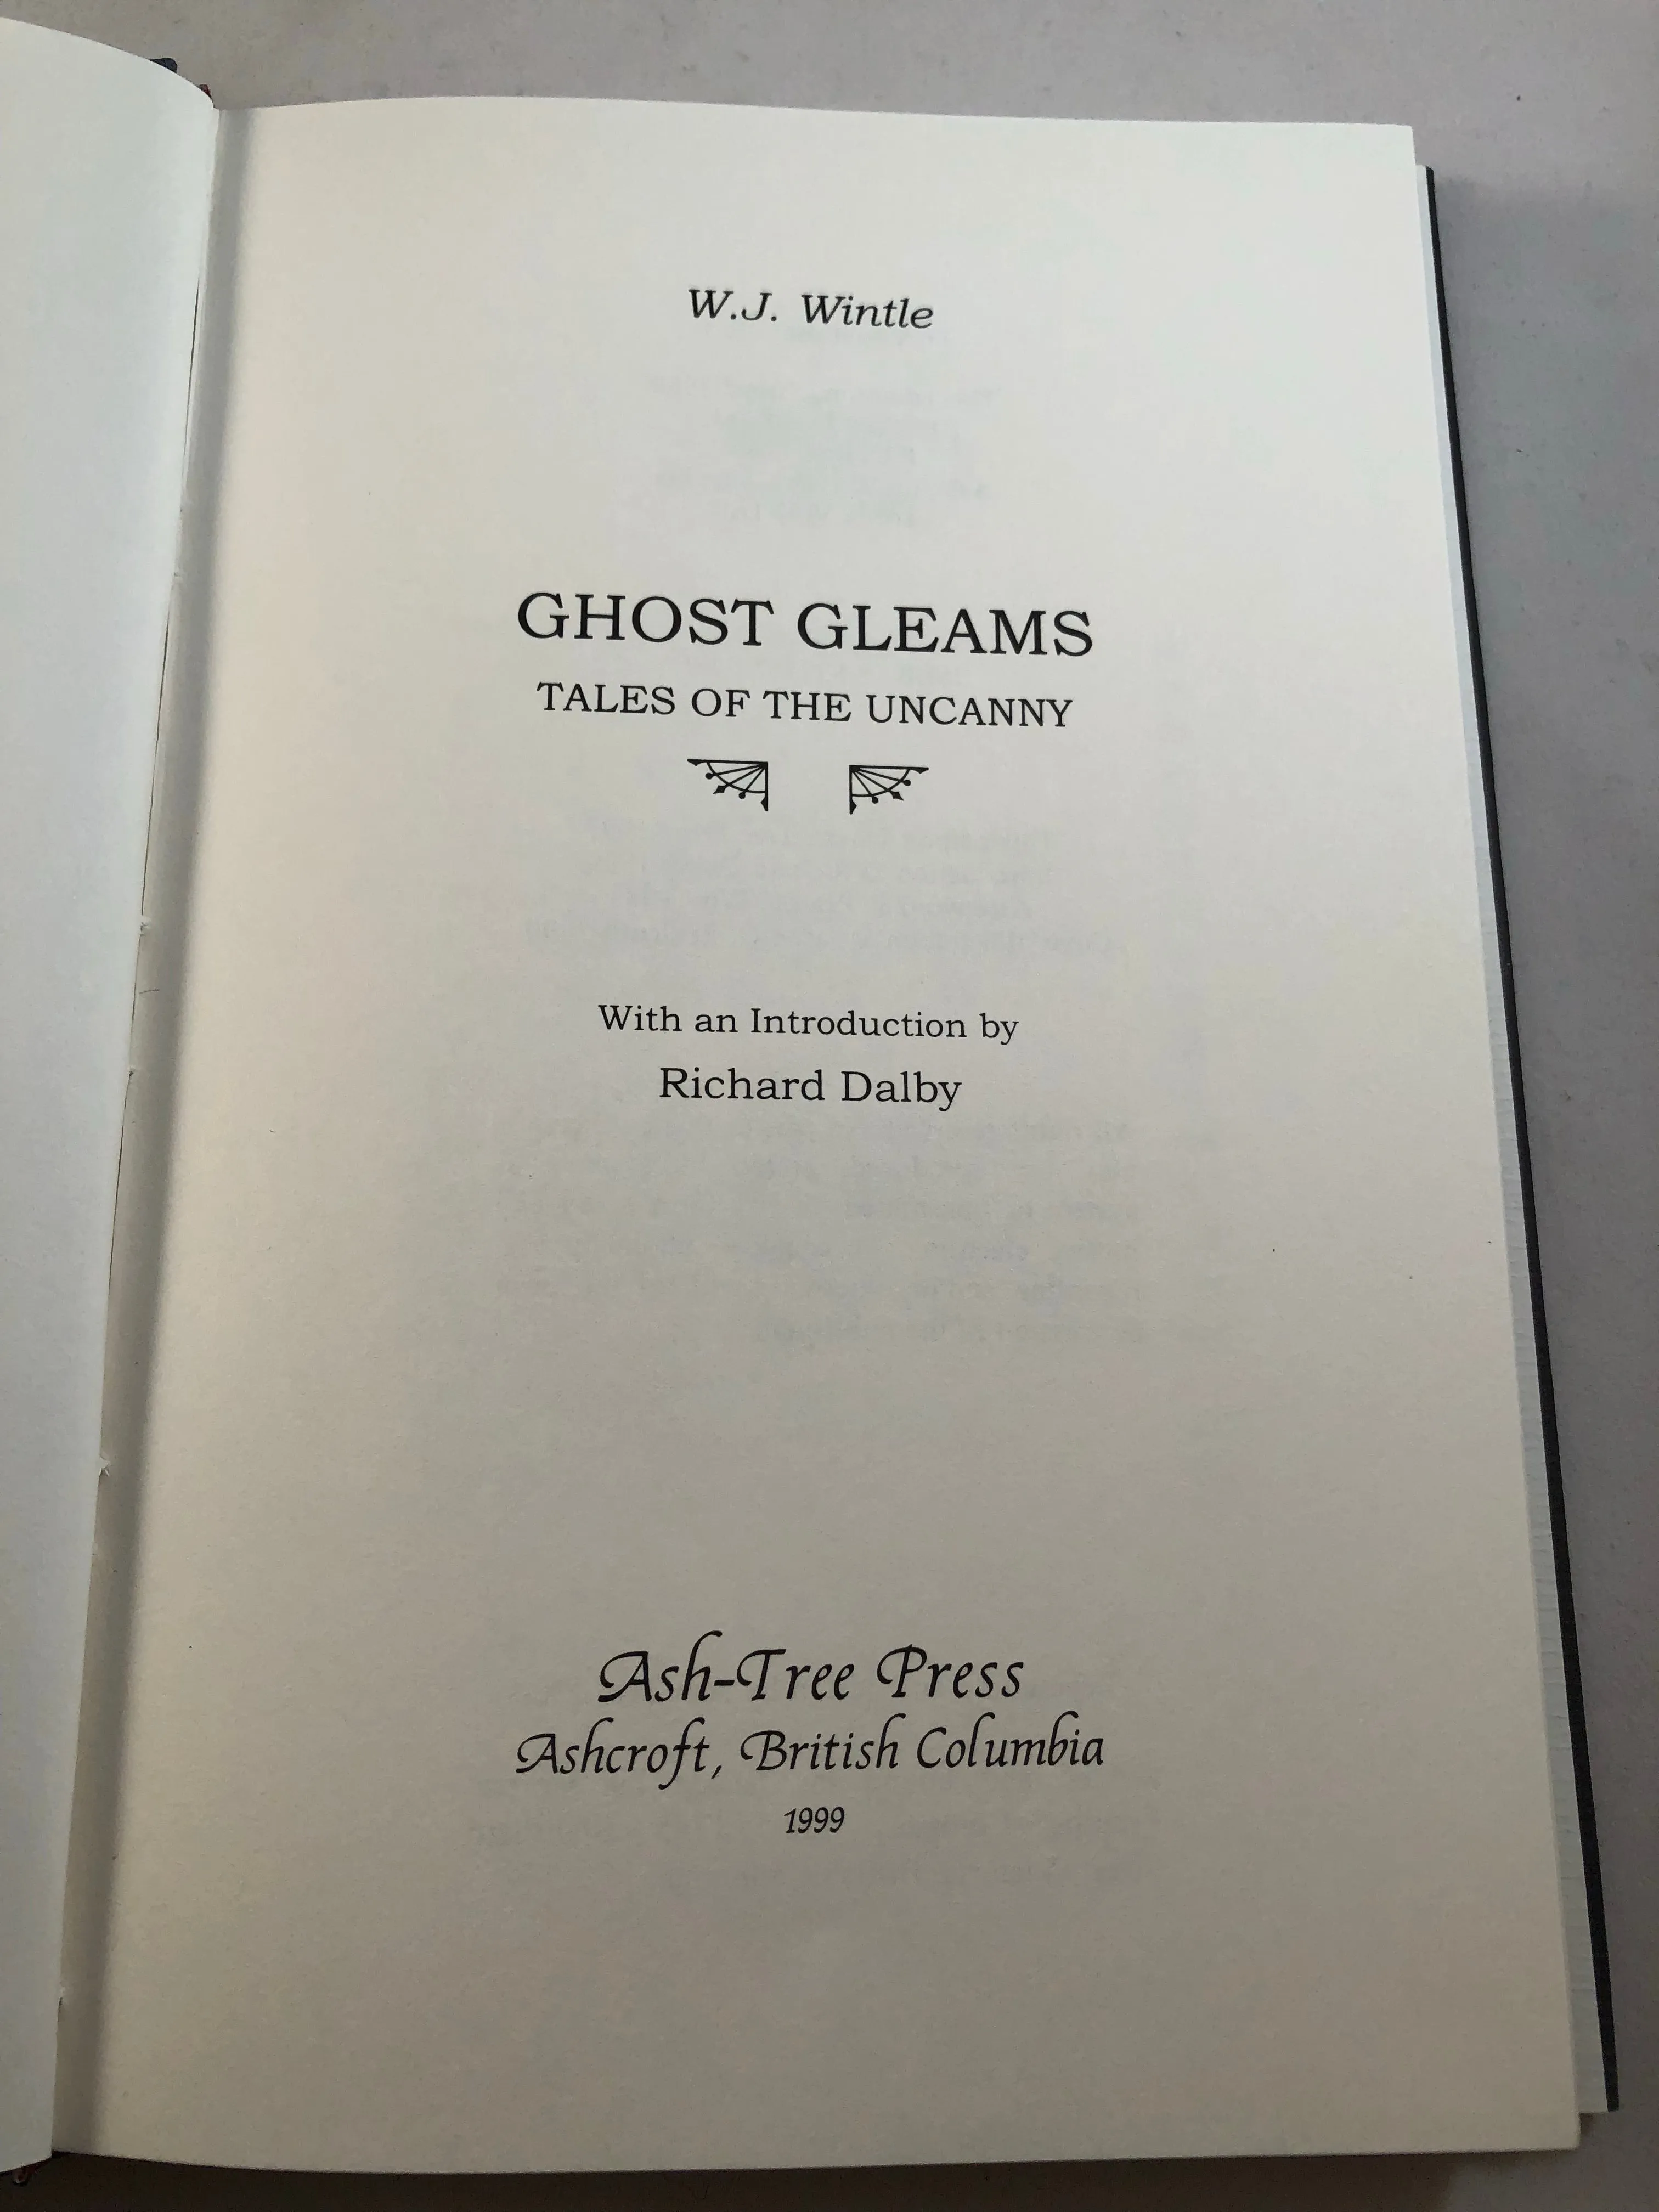 W.J. Wintle
GHOST GLEAMS
TALES OF THE UNCANNY
With an Introduction by
Richard Dalby
Ash-Tree Press
Ashcroft, British Columbia
1999